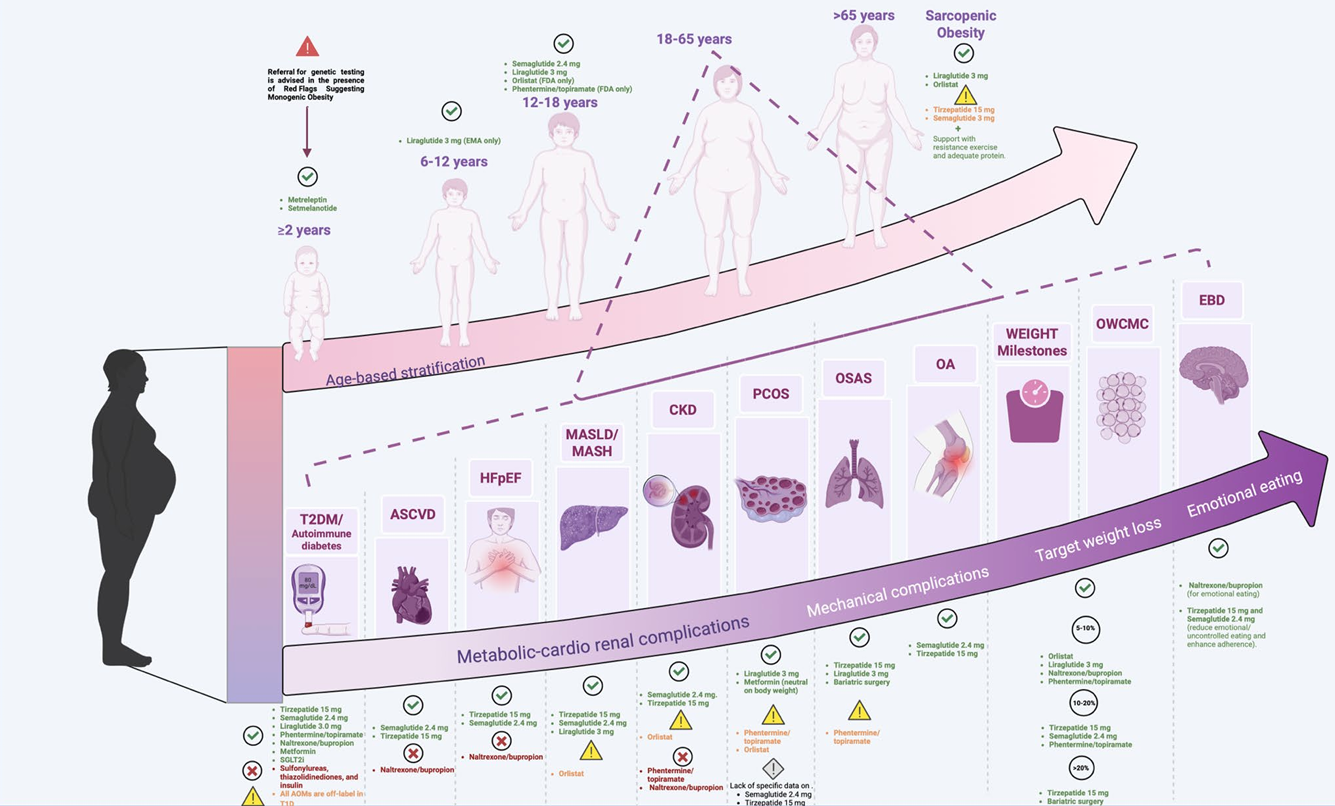 >65 years
Sarcopenic
Obesity
• Liraglutide 3 mg
• Orlistat
• Tirzepatide 15 mg
• Semaglutide 3 mg
+
Support with
resistance exercise
and adequate protein.
18-65 years
• Semaglutide 2.4 mg
• Liraglutide 3 mg
• Orlistat (FDA only)
• Phentermine/topiramate (FDA only)
12-18 years
• Liraglutide 3 mg (EMA only)
6-12 years
Referral for genetic testing
is advised in the presence
of Red Flags Suggesting
Monogenic Obesity
• Metreleptin
• Setmelanotide
≥2 years
Age-based stratification
T2DM/
Autoimmune
diabetes
80
mg/dL
ASCVD
HFpEF
MASLD/
MASH
CKD
PCOS
OSAS
OA
WEIGHT
Milestones
OWCMC
EBD
Metabolic-cardio renal complications
Mechanical complications
Target weight loss
Emotional eating
• Tirzepatide 15 mg
• Semaglutide 2.4 mg
• Liraglutide 3.0 mg
• Phentermine/topiramate
• Naltrexone/bupropion
• Metformin
• SGLT2i
• Sulfonylureas,
thiazolidinediones, and
insulin
• All AOMs are off-label in
T1D
• Semaglutide 2.4 mg
• Tirzepatide 15 mg
• Naltrexone/bupropion
• Tirzepatide 15 mg
• Semaglutide 2.4 mg
• Naltrexone/bupropion
• Tirzepatide 15 mg
• Semaglutide 2.4 mg
• Liraglutide 3 mg
• Orlistat
• Semaglutide 2.4 mg.
• Tirzepatide 15 mg
• Orlistat
• Phentermine/
topiramate
• Naltrexone/bupropion
• Liraglutide 3 mg
• Metformin (neutral
on body weight)
• Phentermine/
topiramate
• Orlistat
Lack of specific data on
• Semaglutide 2.4 mg
• Tirzepatide 15 mg
• Tirzepatide 15 mg
• Liraglutide 3 mg
• Bariatric surgery
• Phentermine/
topiramate
• Semaglutide 2.4 mg
• Tirzepatide 15 mg
5-10%
• Orlistat
• Liraglutide 3 mg
• Naltrexone/bupropion
• Phentermine/topiramate
10-20%
• Tirzepatide 15 mg
• Semaglutide 2.4 mg
• Phentermine/topiramate
>20%
• Tirzepatide 15 mg
• Bariatric surgery
• Naltrexone/bupropion
(for emotional eating)
• Tirzepatide 15 mg and
Semaglutide 2.4 mg
(reduce emotional/
uncontrolled eating and
enhance adherence).